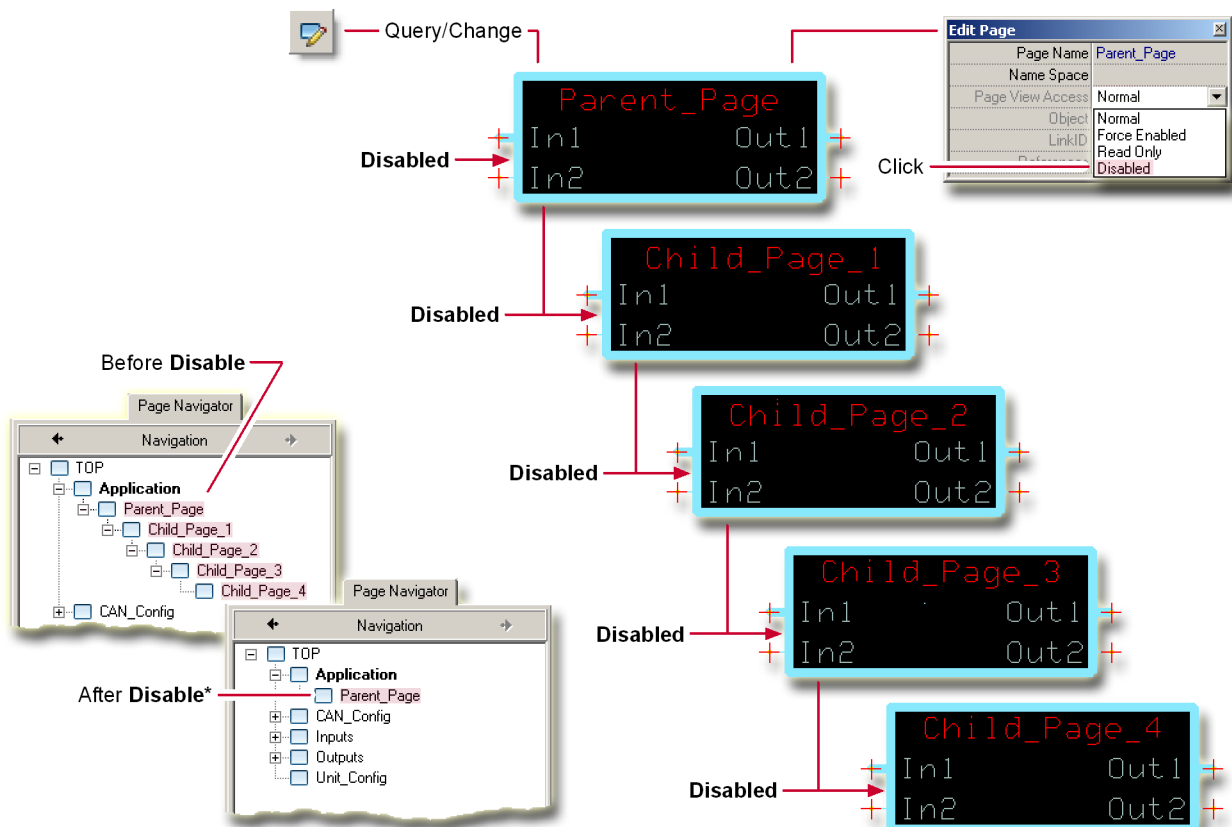 Query/Change
Edit Page
Page Name Parent_Page
Name Space
Page View Access Normal
Object Normal
Force Enabled
LinkID Read Only
Disabled
Click
Parent_Page
In1 Out1
In2 Out2
Disabled
Child_Page_1
In1 Out1
In2 Out2
Disabled
Child_Page_2
In1 Out1
In2 Out2
Disabled
Child_Page_3
In1 Out1
In2 Out2
Disabled
Child_Page_4
In1 Out1
In2 Out2
Disabled
Before Disable
Page Navigator
Navigation
TOP
Application
Parent_Page
Child_Page_1
Child_Page_2
Child_Page_3
Child_Page_4
CAN_Config
After Disable*
Page Navigator
Navigation
TOP
Application
Parent_Page
CAN_Config
Inputs
Outputs
Unit_Config